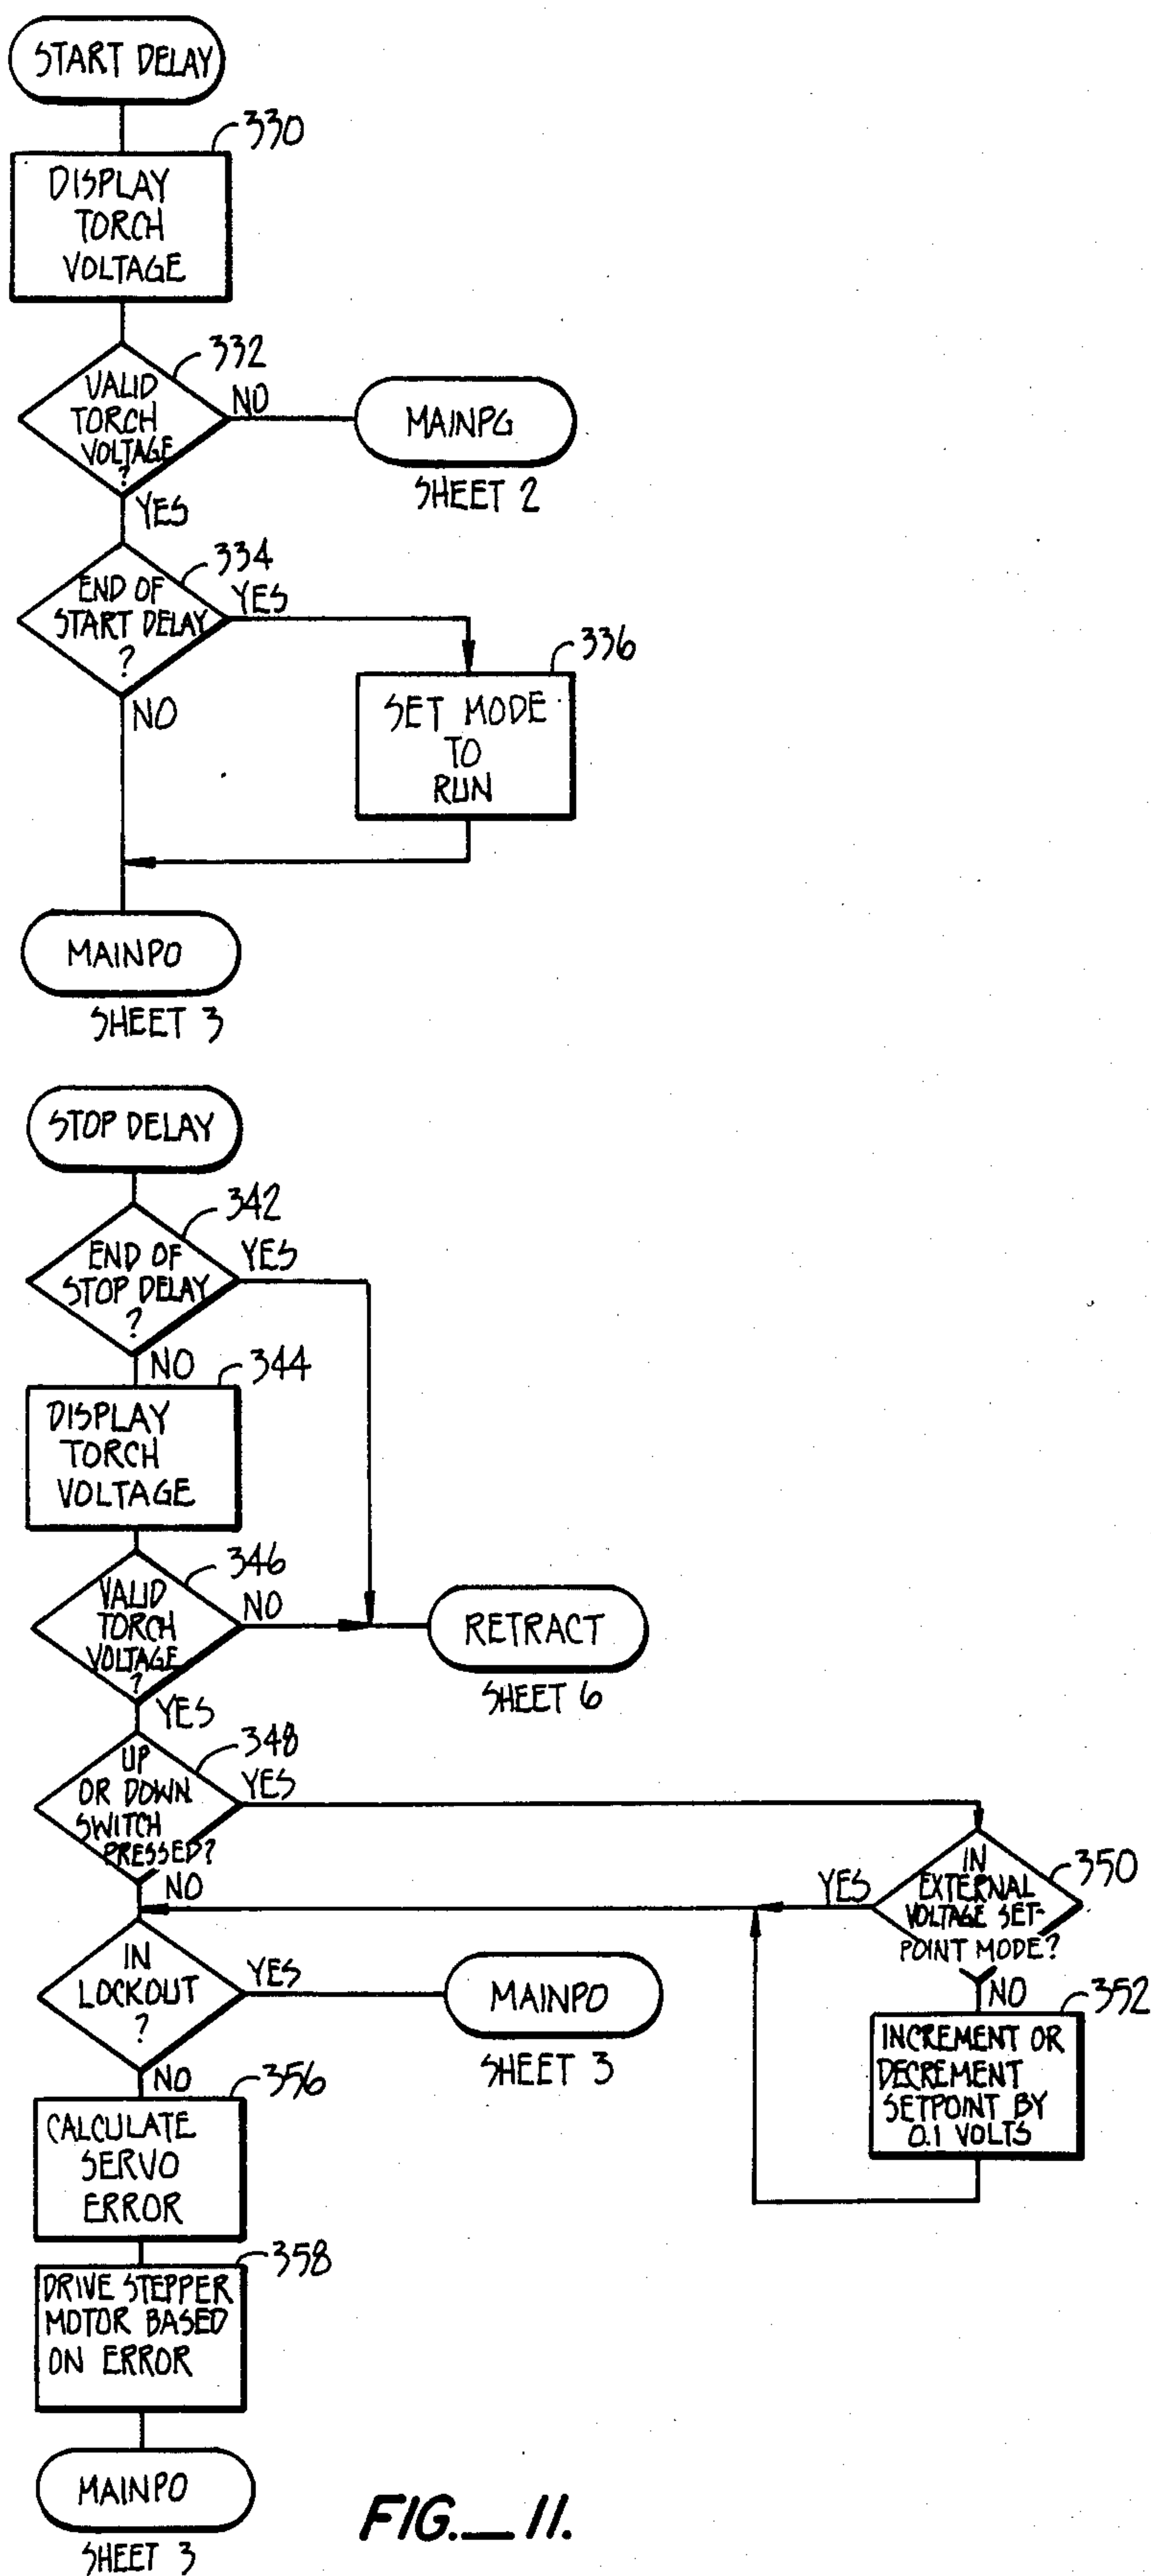 START DELAY
330
DISPLAY
TORCH
VOLTAGE
332
VALID
TORCH
VOLTAGE
?
NO
MAINPG
SHEET 2
YES
334
END OF
START DELAY
?
YES
336
SET MODE
TO
RUN
NO
MAINPO
SHEET 3
STOP DELAY
342
END OF
STOP DELAY
?
YES
NO
344
DISPLAY
TORCH
VOLTAGE
346
VALID
TORCH
VOLTAGE
?
NO
RETRACT
SHEET 6
YES
348
UP
OR DOWN
SWITCH
PRESSED?
YES
NO
350
IN
EXTERNAL
VOLTAGE SET-
POINT MODE?
YES
NO
352
INCREMENT OR
DECREMENT
SETPOINT BY
0.1 VOLTS
IN
LOCKOUT
?
YES
MAINPO
SHEET 3
NO
356
CALCULATE
SERVO
ERROR
358
DRIVE STEPPER
MOTOR BASED
ON ERROR
MAINPO
SHEET 3
FIG._11.